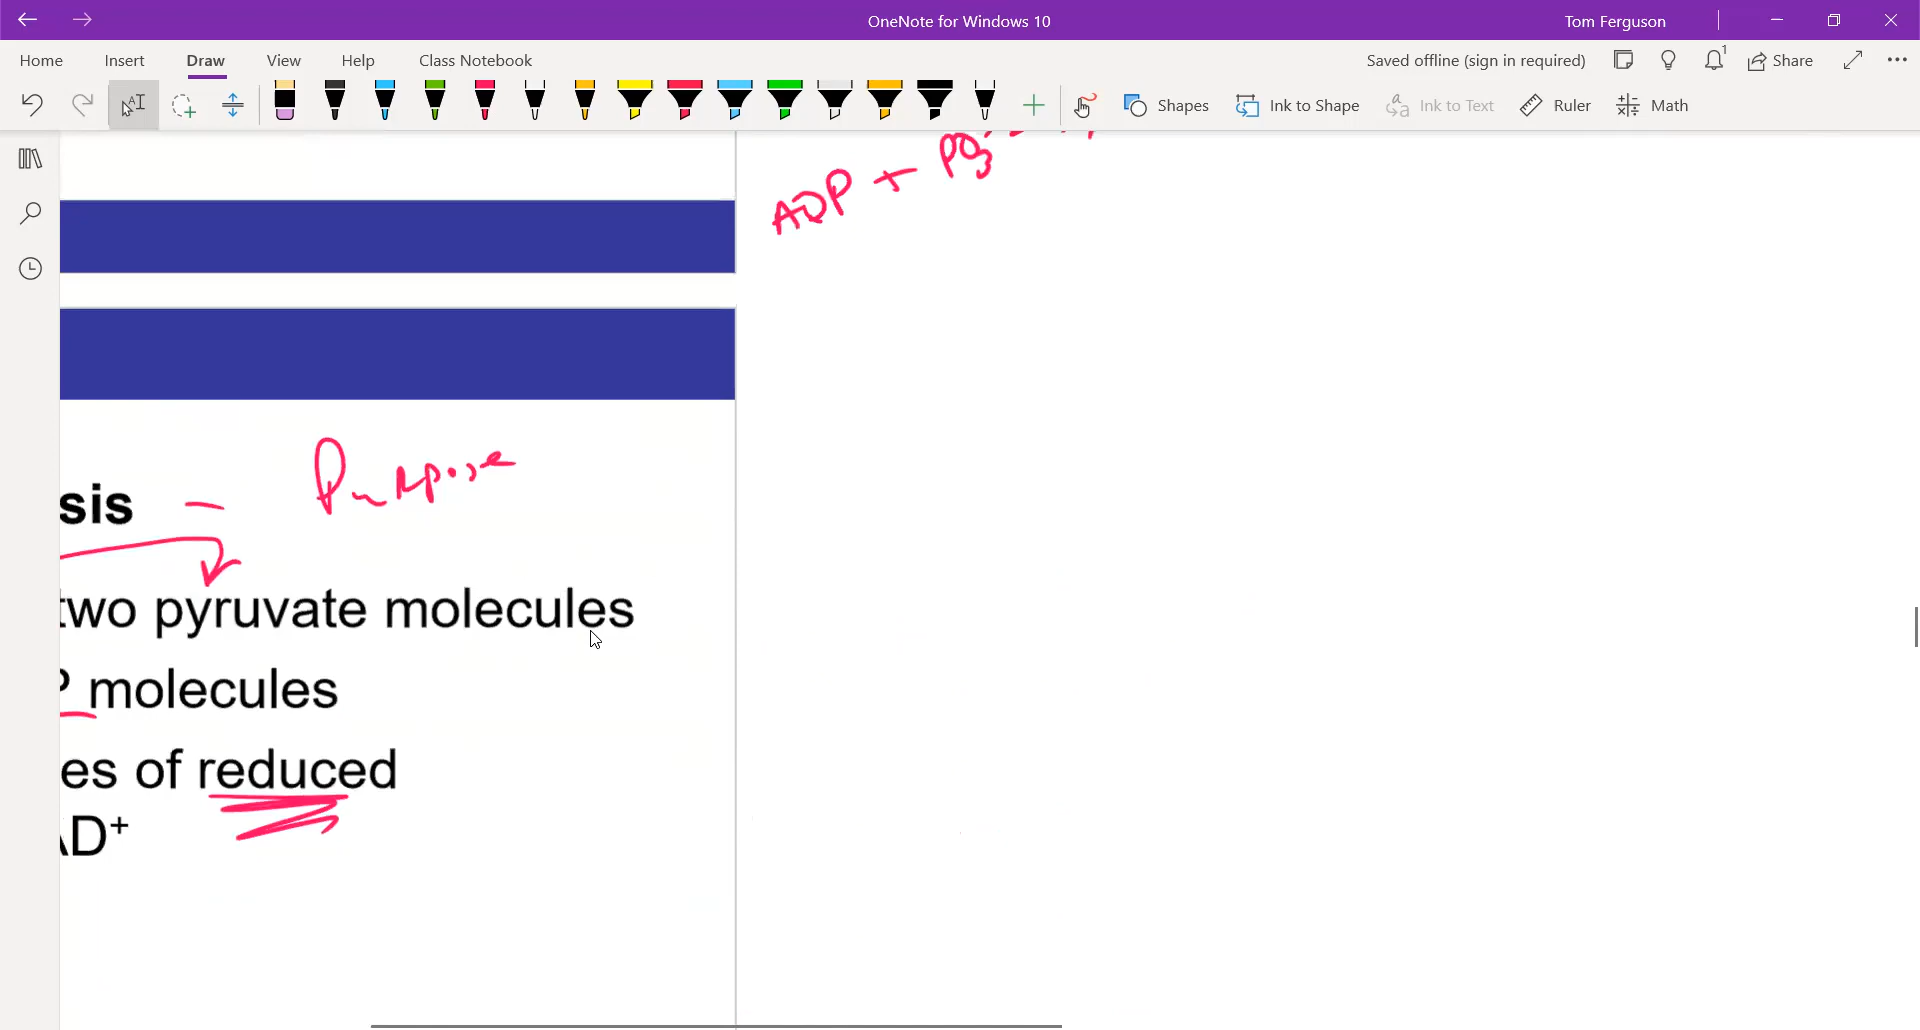 OneNote for Windows 10
Tom Ferguson
Home Insert Draw View Help Class Notebook
Saved offline (sign in required) 1 Share
Shapes Ink to Shape Ink to Text Ruler Math
ADP +
sis - Purpose
two pyruvate molecules
P molecules
es of reduced
AD⁺